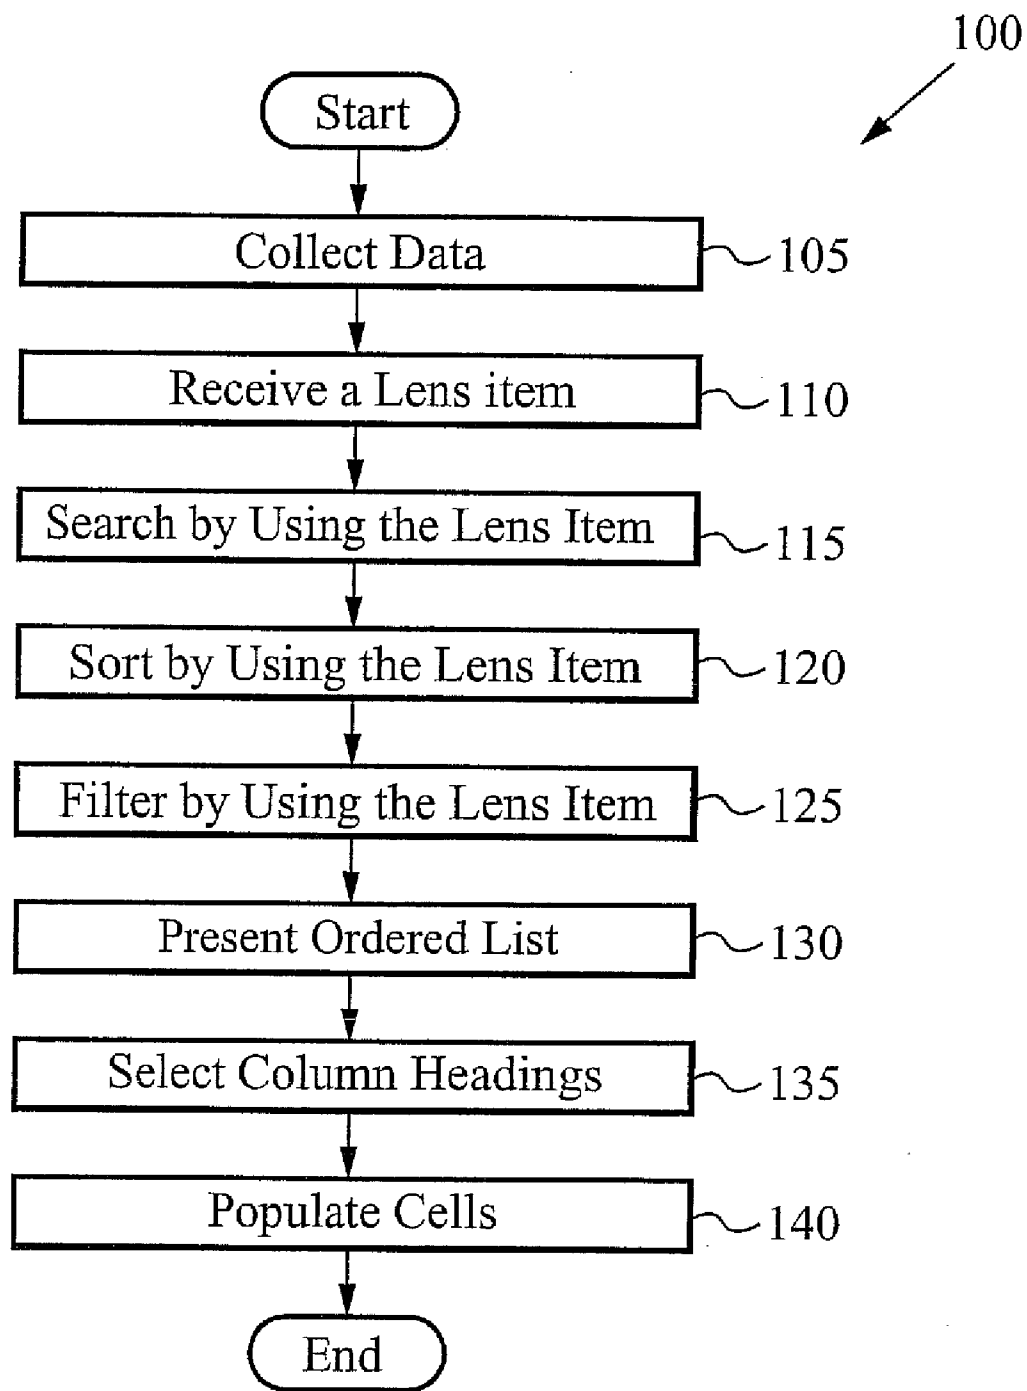 100
Start
Collect Data 105
Receive a Lens item 110
Search by Using the Lens Item 115
Sort by Using the Lens Item 120
Filter by Using the Lens Item 125
Present Ordered List 130
Select Column Headings 135
Populate Cells 140
End